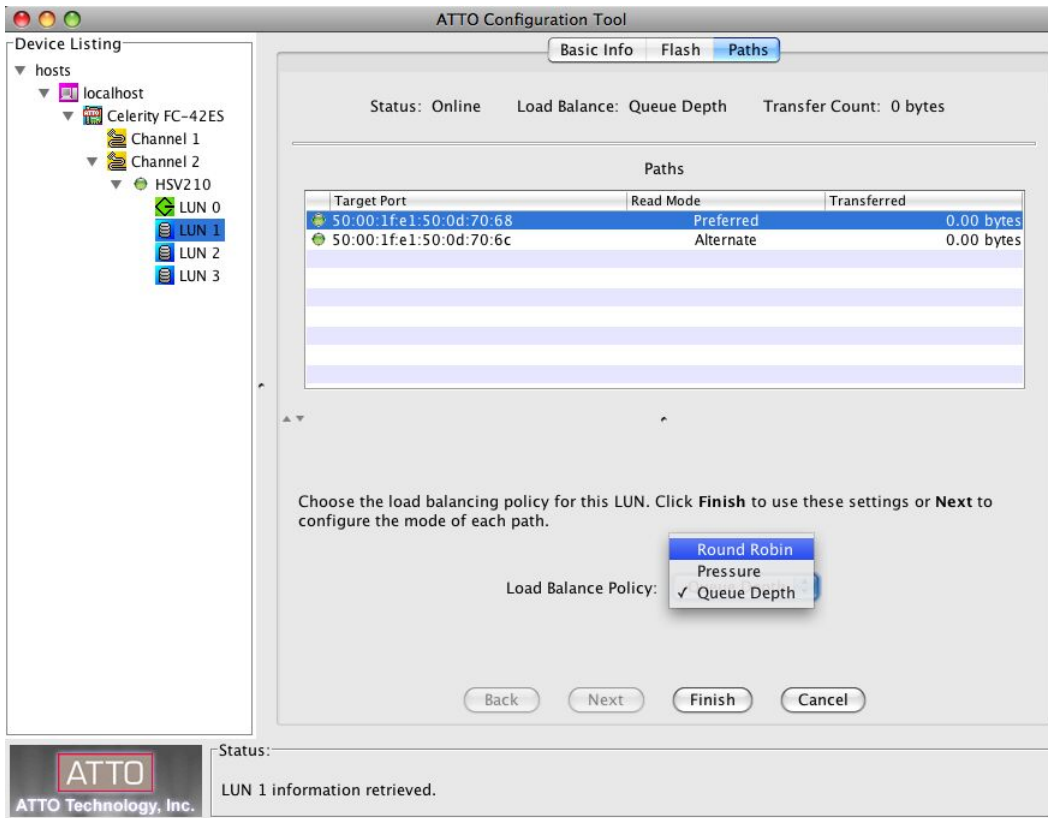 ATTO Configuration Tool
Device Listing
hosts
localhost
Celerity FC-42ES
Channel 1
Channel 2
HSV210
LUN 0
LUN 1
LUN 2
LUN 3
Basic Info Flash Paths
Status: Online Load Balance: Queue Depth Transfer Count: 0 bytes
Paths
Target Port Read Mode Transferred
50:00:1f:e1:50:0d:70:68 Preferred 0.00 bytes
50:00:1f:e1:50:0d:70:6c Alternate 0.00 bytes
Choose the load balancing policy for this LUN. Click Finish to use these settings or Next to
configure the mode of each path.
Load Balance Policy:
Round Robin
Pressure
✓ Queue Depth
Back Next Finish Cancel
ATTO
ATTO Technology, Inc.
Status:
LUN 1 information retrieved.